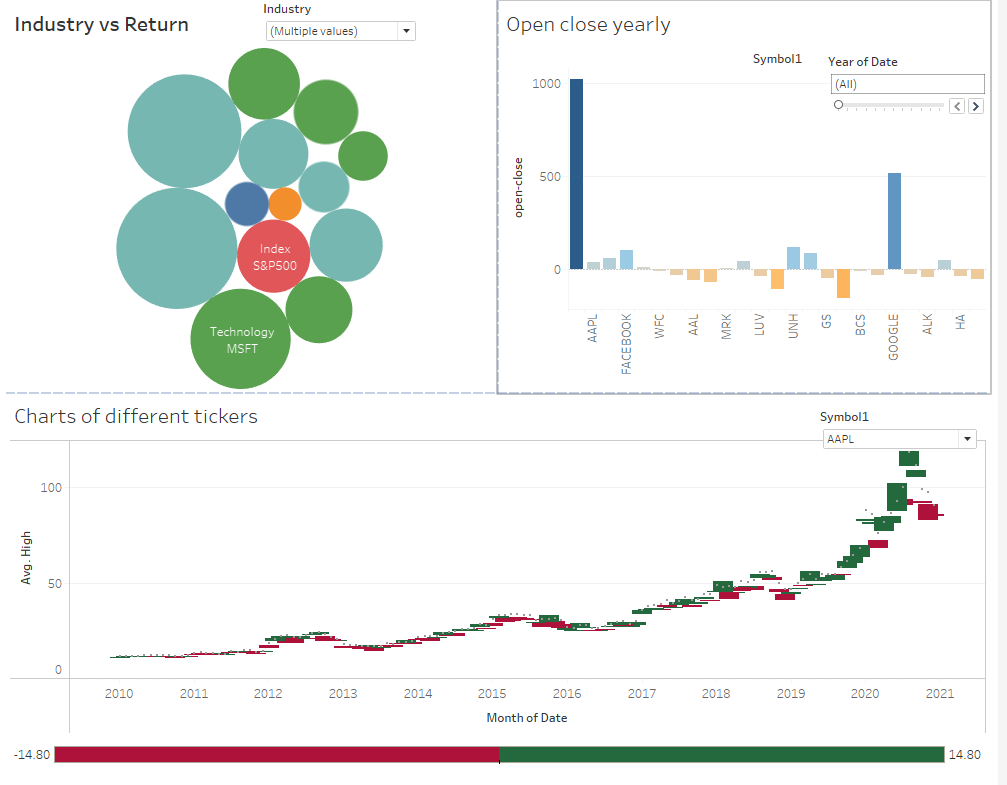 Industry vs Return
Industry
(Multiple values)
Index
S&P500
Technology
MSFT
Open close yearly
Symbol1
Year of Date
(All)
open-close
1000
500
0
AAPL
FACEBOOK
WFC
AAL
MRK
LUV
UNH
GS
BCS
GOOGLE
ALK
HA
Charts of different tickers
Symbol1
AAPL
Avg. High
100
50
0
2010 2011 2012 2013 2014 2015 2016 2017 2018 2019 2020 2021
Month of Date
-14.80 14.80